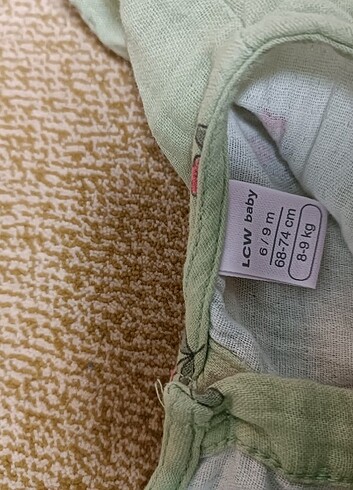 LCW baby
6 / 9 m
68-74 cm
8-9 kg